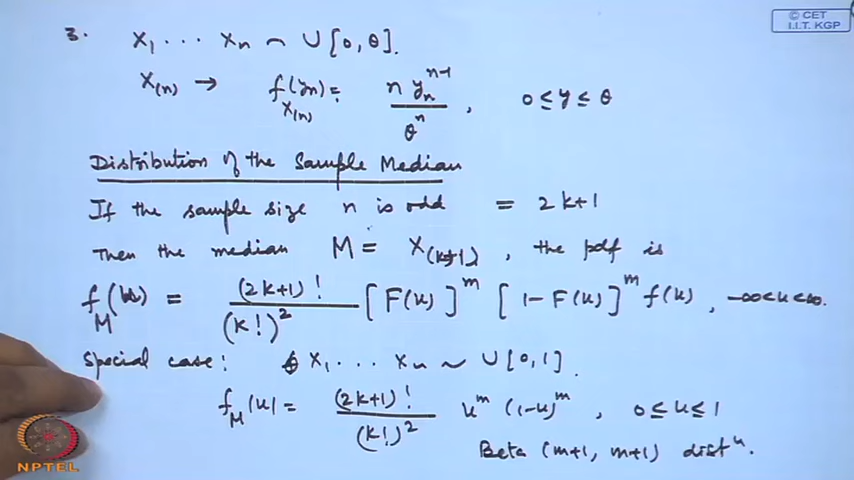 © CET
I.I.T. KGP
3. X₁ ... Xₙ ~ U[0, θ].
X₍ₙ₎ → f(yₙ) = n yₙⁿ⁻¹ / θⁿ , 0 ≤ y ≤ θ
X₍ₙ₎
Distribution of the Sample Median
If the sample size n is odd = 2k+1
Then the median M = X₍ₖ₊₁₎ , the pdf is
f_M(u) = (2k+1)! / (k!)² [F(u)]ᵐ [1-F(u)]ᵐ f(u) , -∞<u<∞.
Special case: X₁ ... Xₙ ~ U[0,1].
f_M(u) = (2k+1)! / (k!)² uᵐ (1-u)ᵐ , 0 ≤ u ≤ 1
Beta (m+1, m+1) distⁿ.
NPTEL